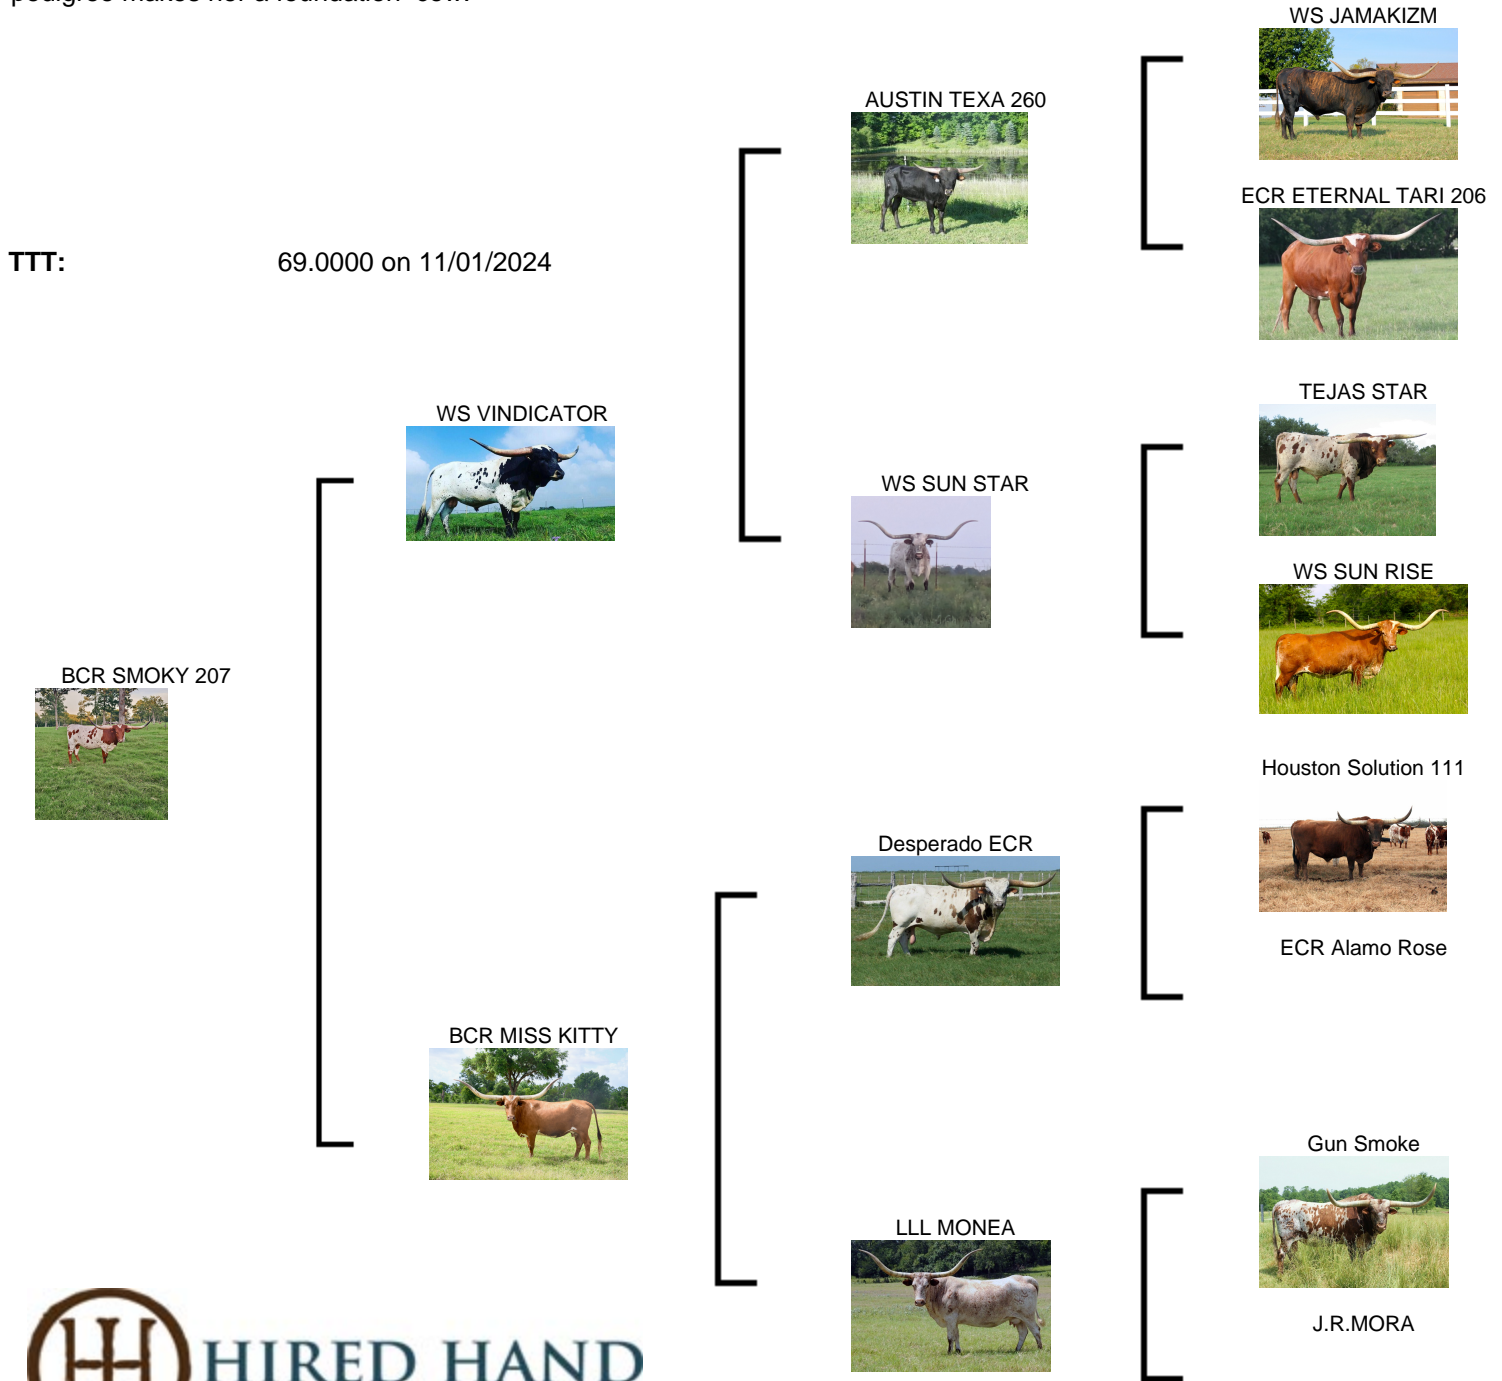 WS JAMAKIZM
AUSTIN TEXA 260
ECR ETERNAL TARI 206
TTT: 69.0000 on 11/01/2024
TEJAS STAR
WS VINDICATOR
WS SUN STAR
WS SUN RISE
BCR SMOKY 207
Houston Solution 111
Desperado ECR
ECR Alamo Rose
BCR MISS KITTY
Gun Smoke
LLL MONEA
J.R.MORA
HIRED HAND